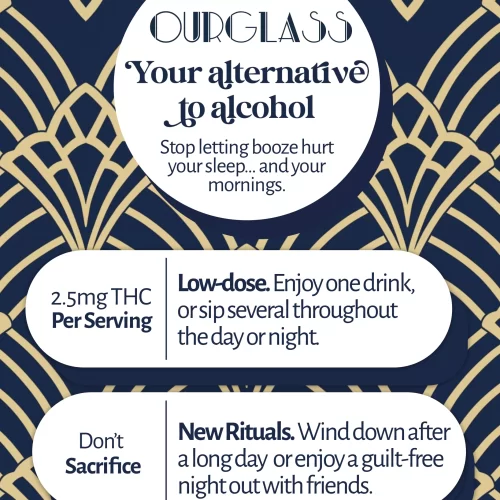 OURGLASS
Your alternative
to alcohol
Stop letting booze hurt
your sleep... and your
mornings.
2.5mg THC
Per Serving
Low-dose. Enjoy one drink,
or sip several throughout
the day or night.
Don't
Sacrifice
New Rituals. Wind down after
a long day or enjoy a guilt-free
night out with friends.